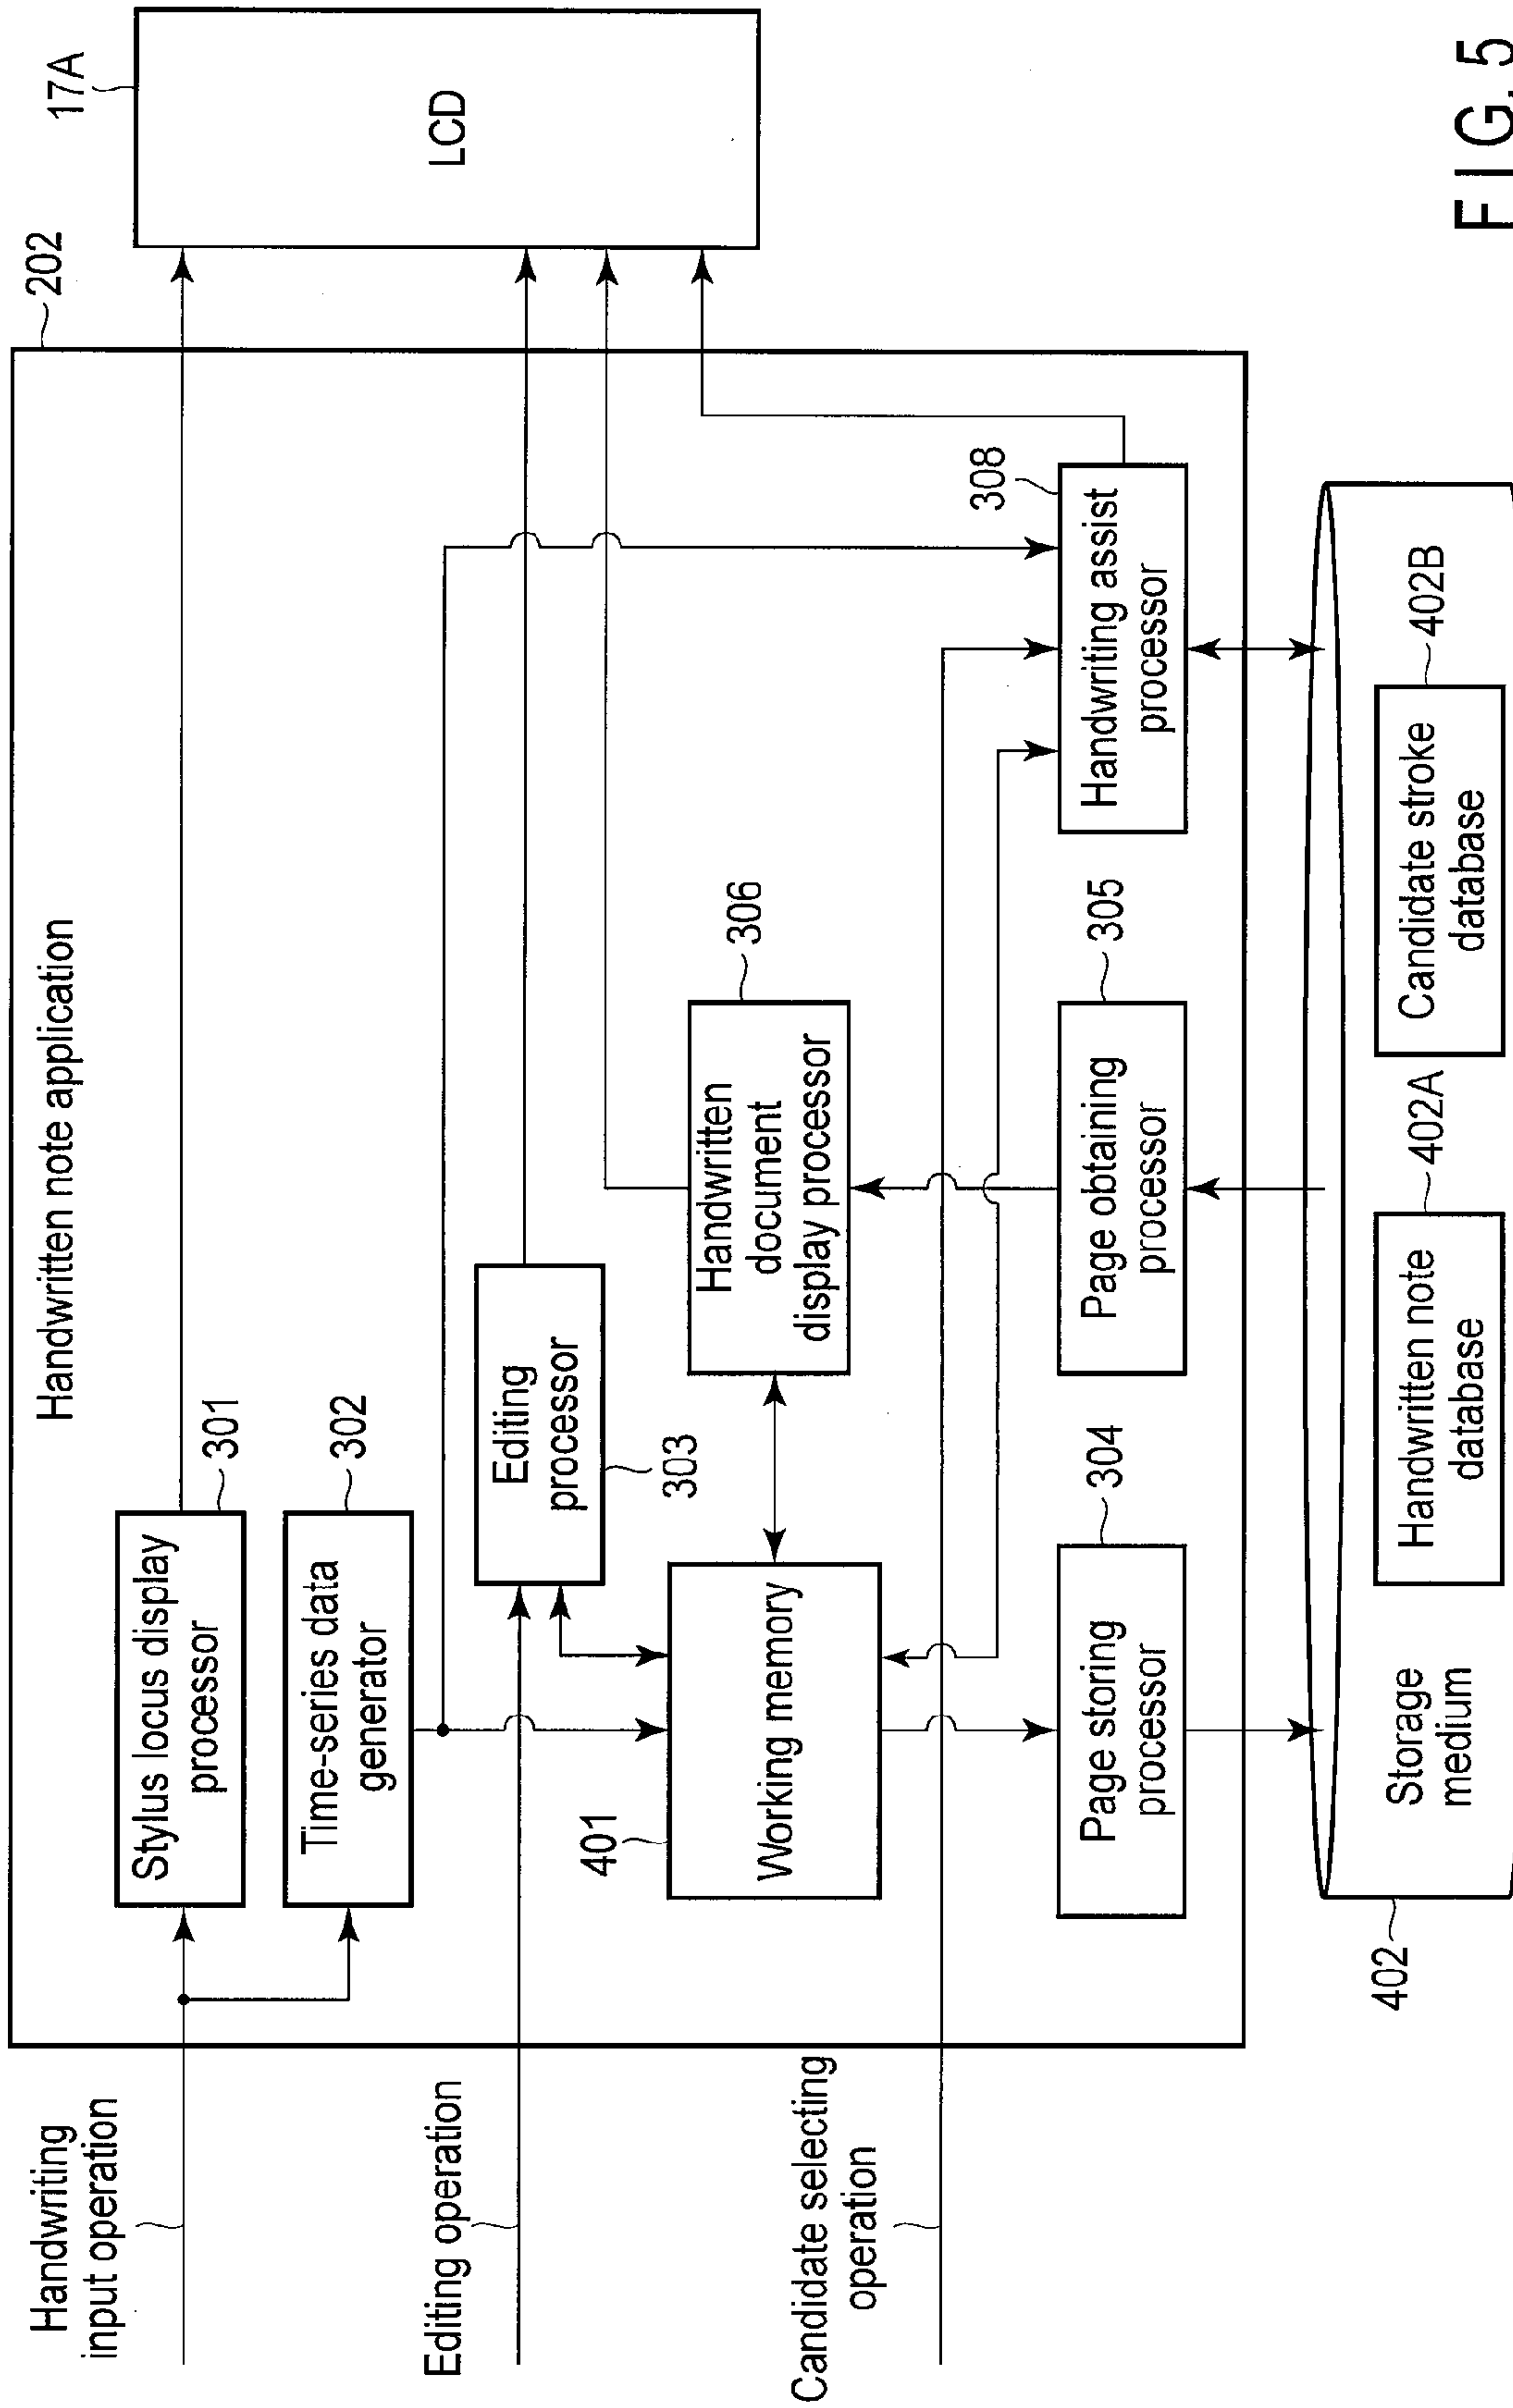 Handwriting
input operation
Editing operation
Candidate selecting
operation
Handwritten note application
202
17A
LCD
Stylus locus display
processor
301
Time-series data
generator
302
Editing
processor
303
401
Working memory
Handwritten
document
display processor
306
Page storing
processor
304
Page obtaining
processor
305
Handwriting assist
processor
308
402
Storage
medium
Handwritten note
database
402A
Candidate stroke
database
402B
FIG. 5